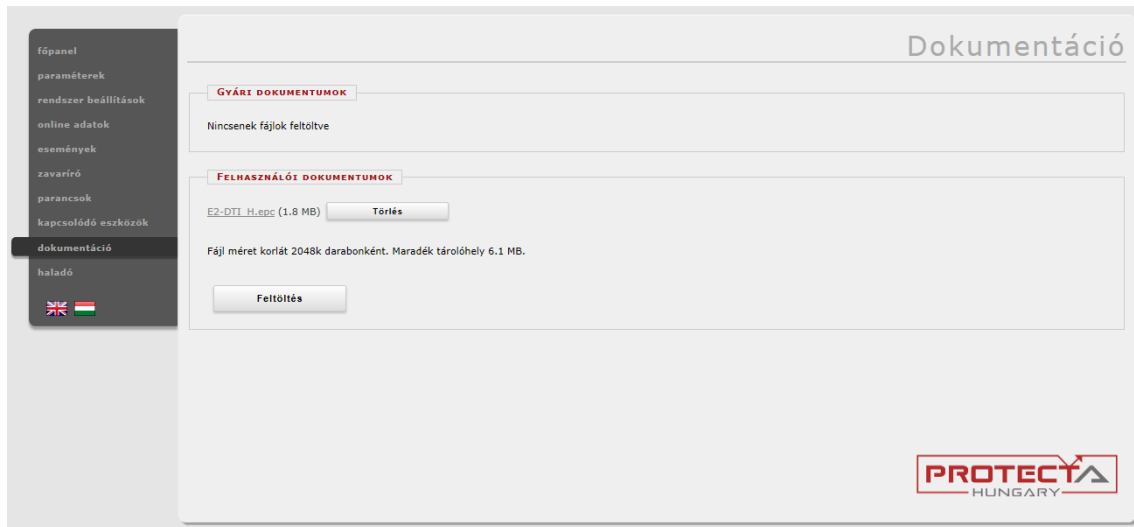 főpanel
paraméterek
rendszer beállítások
online adatok
események
zavaríró
parancsok
kapcsolódó eszközök
dokumentáció
haladó
Dokumentáció
GYÁRI DOKUMENTUMOK
Nincsenek fájlok feltöltve
FELHASZNÁLÓI DOKUMENTUMOK
E2-DTI_H.epc (1.8 MB) Törlés
Fájl méret korlát 2048k darabonként. Maradék tárolóhely 6.1 MB.
Feltöltés
PROTECTA
HUNGARY